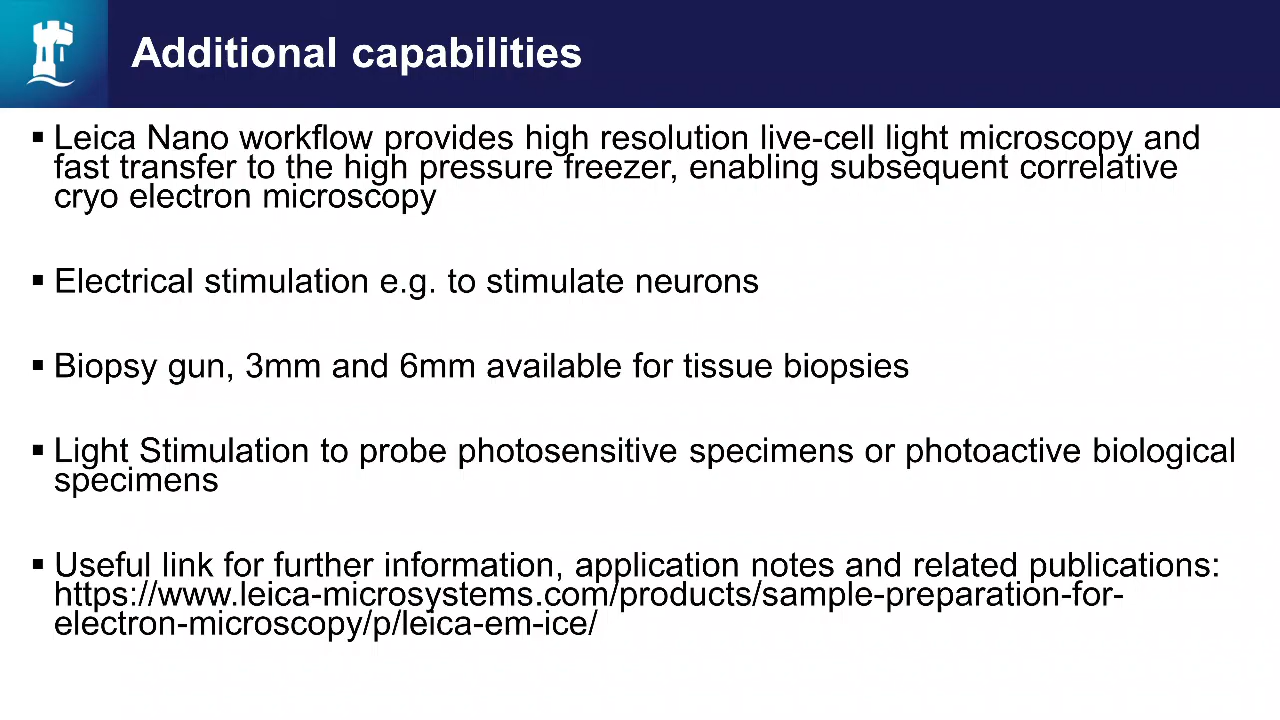 Additional capabilities
▪ Leica Nano workflow provides high resolution live-cell light microscopy and
fast transfer to the high pressure freezer, enabling subsequent correlative
cryo electron microscopy
▪ Electrical stimulation e.g. to stimulate neurons
▪ Biopsy gun, 3mm and 6mm available for tissue biopsies
▪ Light Stimulation to probe photosensitive specimens or photoactive biological
specimens
▪ Useful link for further information, application notes and related publications:
https://www.leica-microsystems.com/products/sample-preparation-for-
electron-microscopy/p/leica-em-ice/